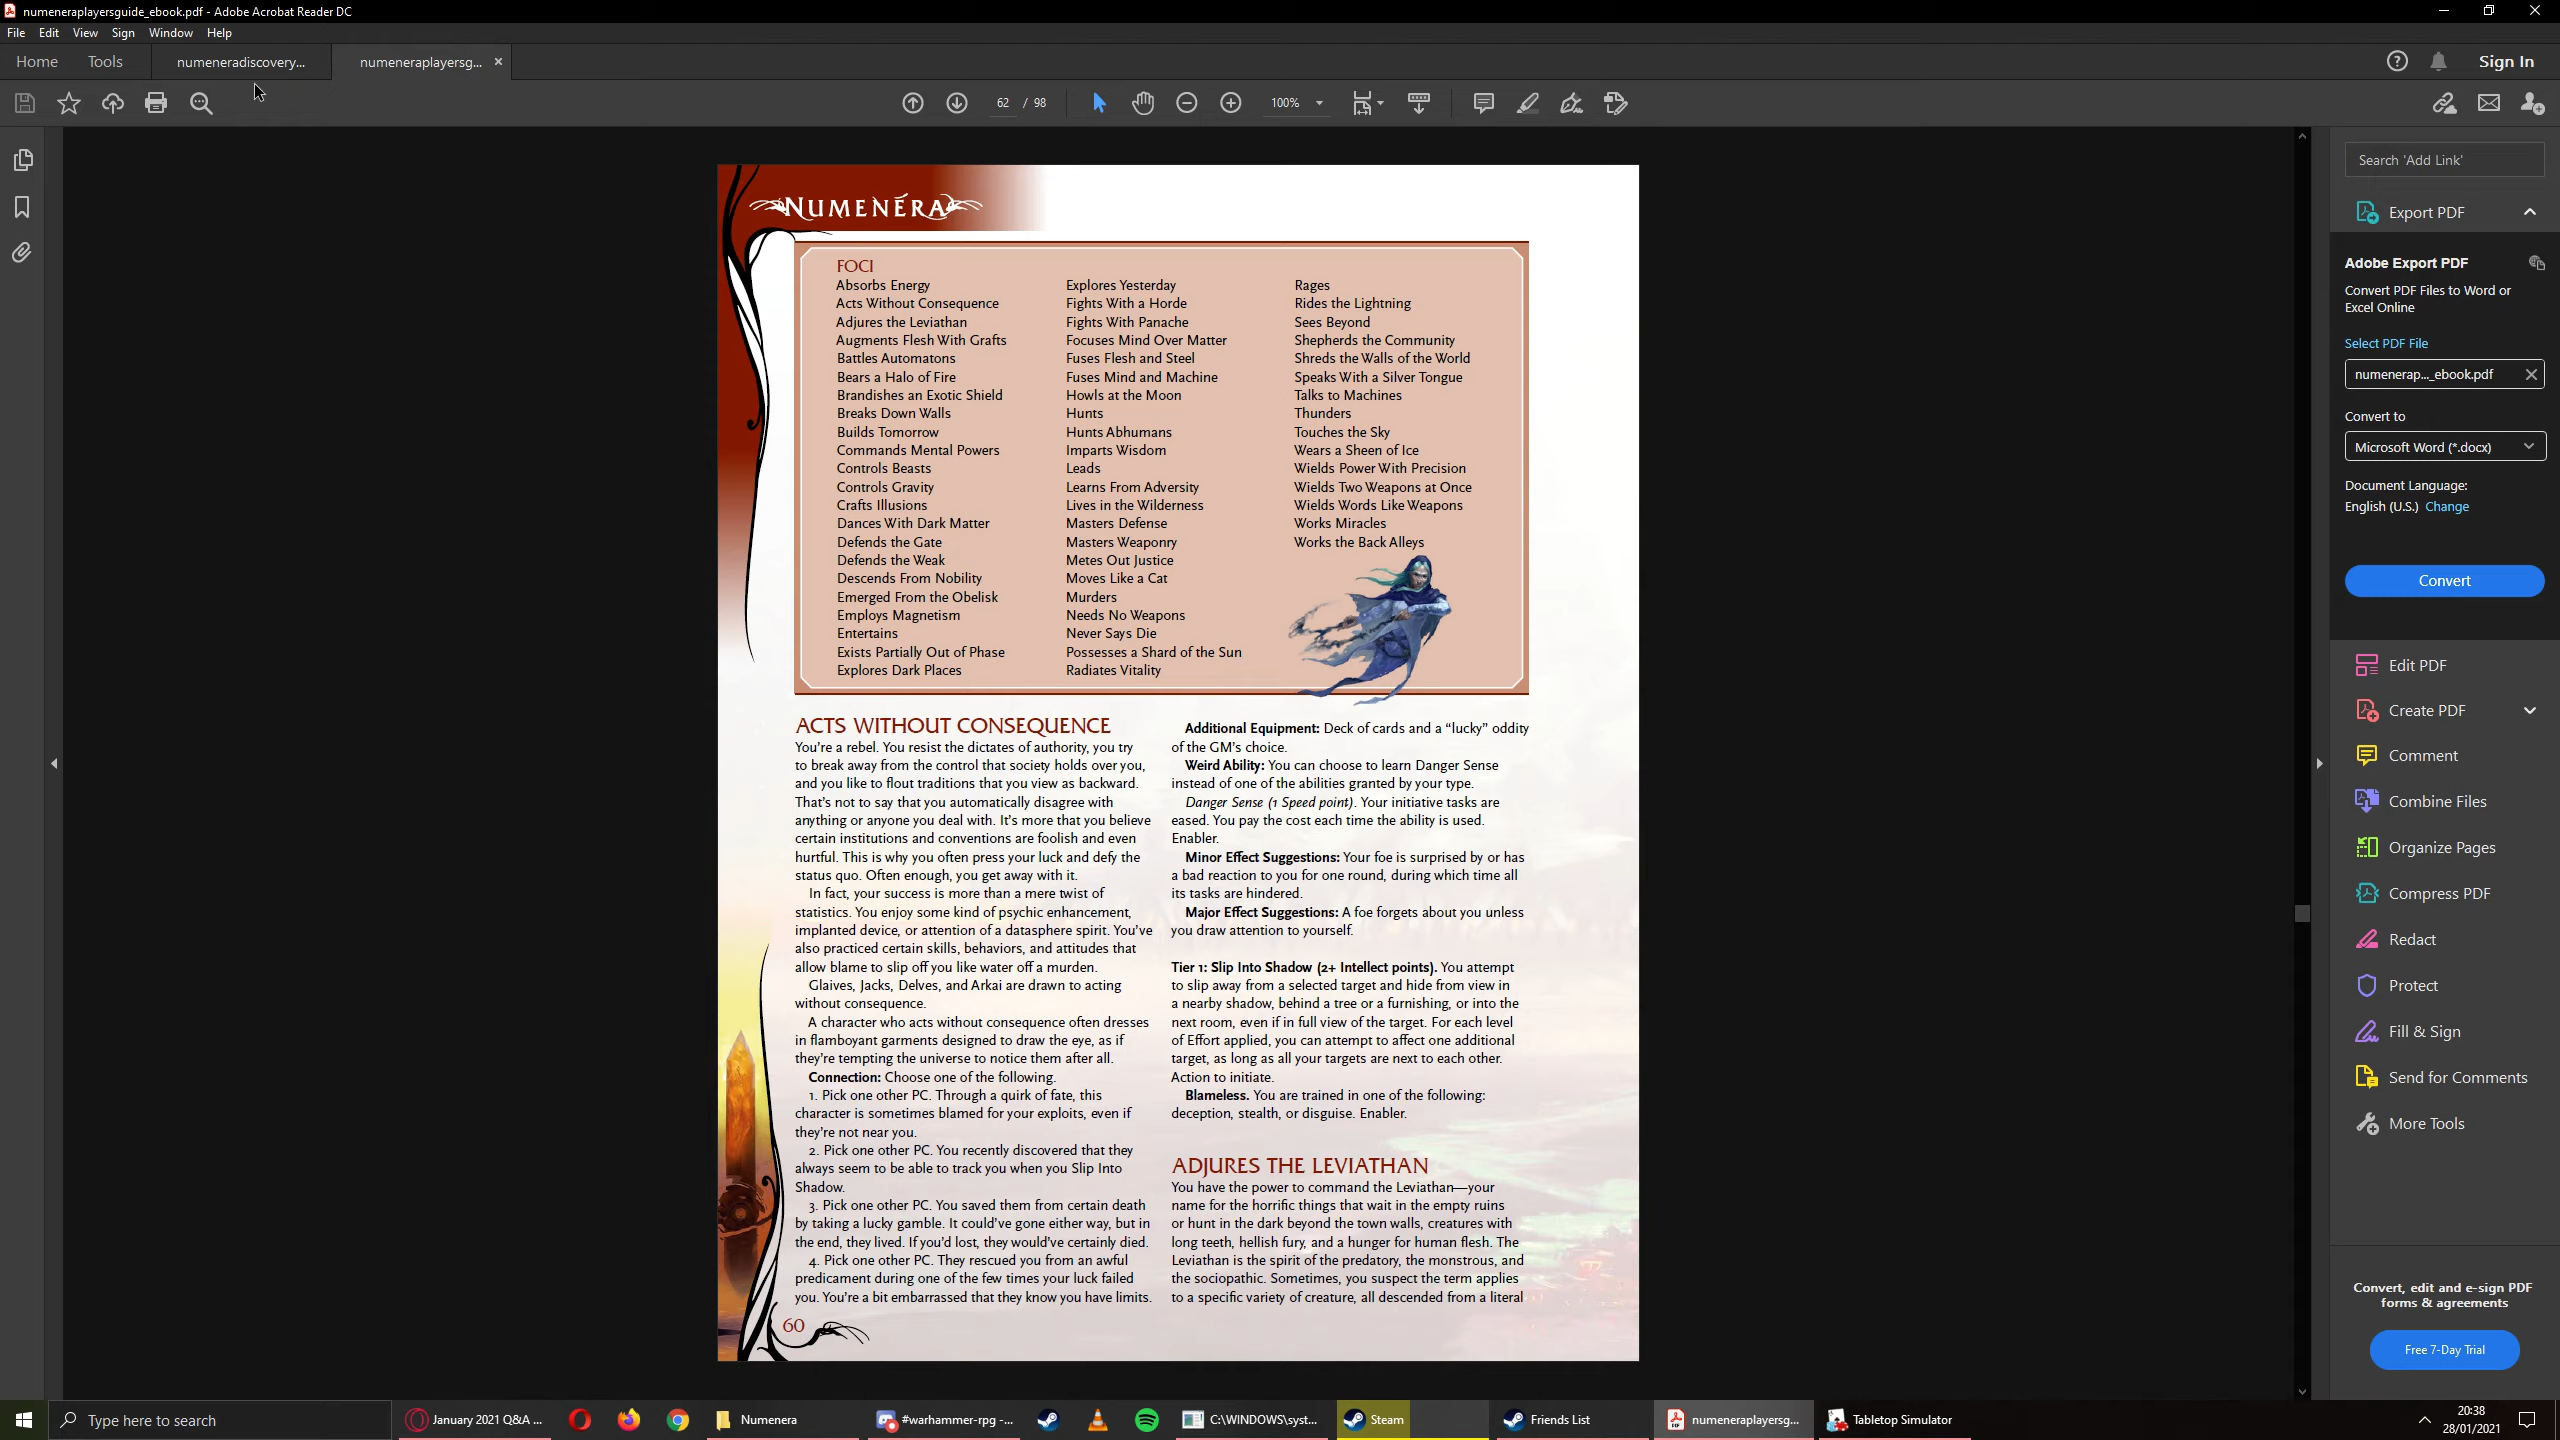 numeneraplayersguide_ebook.pdf - Adobe Acrobat Reader DC
File Edit View Sign Window Help
Home Tools numeneradiscovery... numeneraplayersg... Sign In
62 / 98 100%
NUMENÉRA
FOCI
Absorbs Energy
Acts Without Consequence
Adjures the Leviathan
Augments Flesh With Grafts
Battles Automatons
Bears a Halo of Fire
Brandishes an Exotic Shield
Breaks Down Walls
Builds Tomorrow
Commands Mental Powers
Controls Beasts
Controls Gravity
Crafts Illusions
Dances With Dark Matter
Defends the Gate
Defends the Weak
Descends From Nobility
Emerged From the Obelisk
Employs Magnetism
Entertains
Exists Partially Out of Phase
Explores Dark Places
Explores Yesterday
Fights With a Horde
Fights With Panache
Focuses Mind Over Matter
Fuses Flesh and Steel
Fuses Mind and Machine
Howls at the Moon
Hunts
Hunts Abhumans
Imparts Wisdom
Leads
Learns From Adversity
Lives in the Wilderness
Masters Defense
Masters Weaponry
Metes Out Justice
Moves Like a Cat
Murders
Needs No Weapons
Never Says Die
Possesses a Shard of the Sun
Radiates Vitality
Rages
Rides the Lightning
Sees Beyond
Shepherds the Community
Shreds the Walls of the World
Speaks With a Silver Tongue
Talks to Machines
Thunders
Touches the Sky
Wears a Sheen of Ice
Wields Power With Precision
Wields Two Weapons at Once
Wields Words Like Weapons
Works Miracles
Works the Back Alleys
ACTS WITHOUT CONSEQUENCE
You're a rebel. You resist the dictates of authority, you try
to break away from the control that society holds over you,
and you like to flout traditions that you view as backward.
That's not to say that you automatically disagree with
anything or anyone you deal with. It's more that you believe
certain institutions and conventions are foolish and even
hurtful. This is why you often press your luck and defy the
status quo. Often enough, you get away with it.
In fact, your success is more than a mere twist of
statistics. You enjoy some kind of psychic enhancement,
implanted device, or attention of a datasphere spirit. You've
also practiced certain skills, behaviors, and attitudes that
allow blame to slip off you like water off a murden.
Glaives, Jacks, Delves, and Arkai are drawn to acting
without consequence.
A character who acts without consequence often dresses
in flamboyant garments designed to draw the eye, as if
they're tempting the universe to notice them after all.
Connection: Choose one of the following.
1. Pick one other PC. Through a quirk of fate, this
character is sometimes blamed for your exploits, even if
they're not near you.
2. Pick one other PC. You recently discovered that they
always seem to be able to track you when you Slip Into
Shadow.
3. Pick one other PC. You saved them from certain death
by taking a lucky gamble. It could've gone either way, but in
the end, they lived. If you'd lost, they would've certainly died.
4. Pick one other PC. They rescued you from an awful
predicament during one of the few times your luck failed
you. You're a bit embarrassed that they know you have limits.
Additional Equipment: Deck of cards and a “lucky” oddity
of the GM's choice.
Weird Ability: You can choose to learn Danger Sense
instead of one of the abilities granted by your type.
Danger Sense (1 Speed point). Your initiative tasks are
eased. You pay the cost each time the ability is used.
Enabler.
Minor Effect Suggestions: Your foe is surprised by or has
a bad reaction to you for one round, during which time all
its tasks are hindered.
Major Effect Suggestions: A foe forgets about you unless
you draw attention to yourself.
Tier 1: Slip Into Shadow (2+ Intellect points). You attempt
to slip away from a selected target and hide from view in
a nearby shadow, behind a tree or a furnishing, or into the
next room, even if in full view of the target. For each level
of Effort applied, you can attempt to affect one additional
target, as long as all your targets are next to each other.
Action to initiate.
Blameless. You are trained in one of the following:
deception, stealth, or disguise. Enabler.
ADJURES THE LEVIATHAN
You have the power to command the Leviathan—your
name for the horrific things that wait in the empty ruins
or hunt in the dark beyond the town walls, creatures with
long teeth, hellish fury, and a hunger for human flesh. The
Leviathan is the spirit of the predatory, the monstrous, and
the sociopathic. Sometimes, you suspect the term applies
to a specific variety of creature, all descended from a literal
60
Search 'Add Link'
Export PDF
Adobe Export PDF
Convert PDF Files to Word or
Excel Online
Select PDF File
numenerap..._ebook.pdf
Convert to
Microsoft Word (*.docx)
Document Language:
English (U.S.) Change
Convert
Edit PDF
Create PDF
Comment
Combine Files
Organize Pages
Compress PDF
Redact
Protect
Fill & Sign
Send for Comments
More Tools
Convert, edit and e-sign PDF
forms & agreements
Free 7-Day Trial
Type here to search
January 2021 Q&A ...
Numenera
#warhammer-rpg -...
C:\WINDOWS\syst...
Steam
Friends List
numeneraplayersg...
Tabletop Simulator
20:38
28/01/2021